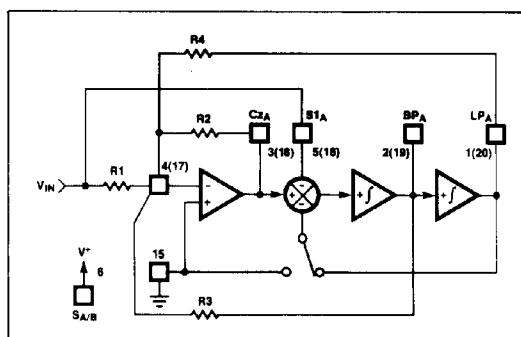 R4
R2
CzA
S1A
BPA
LPA
3(16)
5(18)
2(19)
1(20)
R1
4(17)
VIN
-
+
+
-
-
+∫
+∫
15
V+
6
SA/B
R3